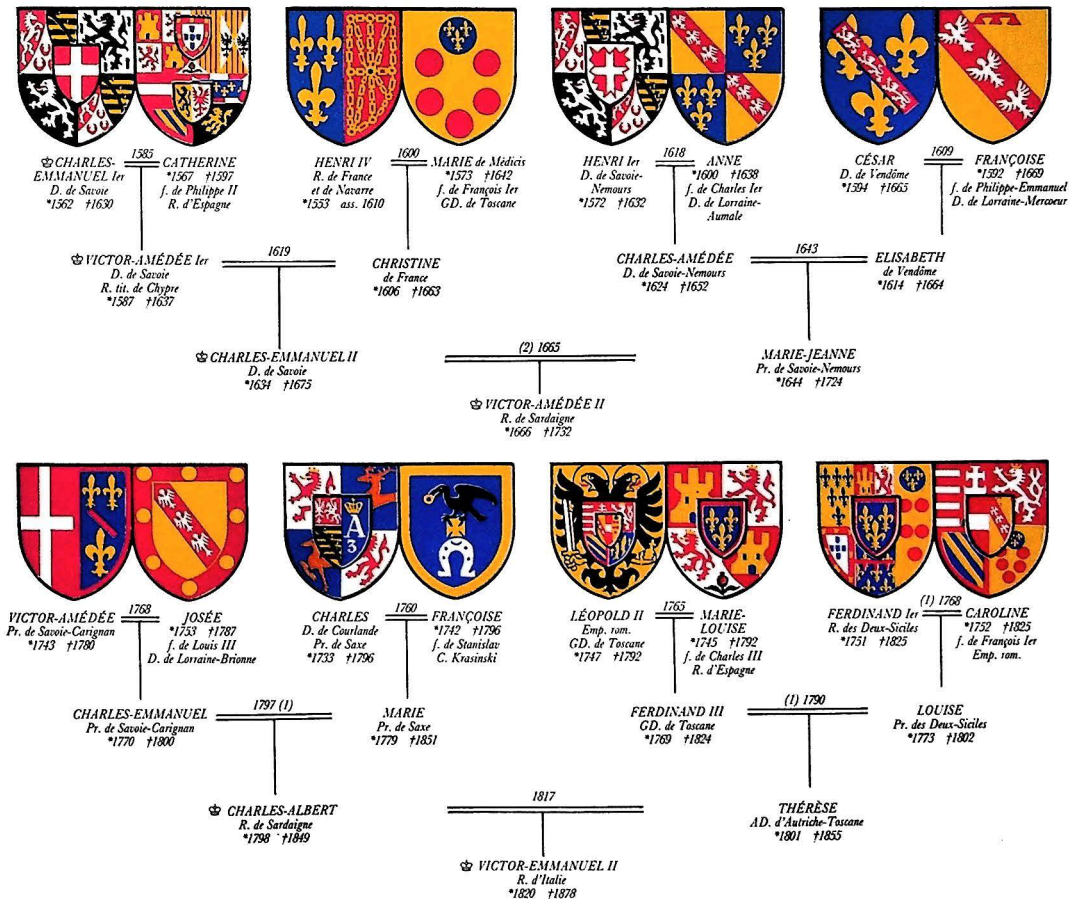 1585
♔ CHARLES-
EMMANUEL Ier
D. de Savoie
*1562 †1630
CATHERINE
*1567 †1597
f. de Philippe II
R. d'Espagne
1600
HENRI IV
R. de France
et de Navarre
*1553 ass. 1610
MARIE de Médicis
*1573 †1642
f. de François Ier
GD. de Toscane
1618
HENRI Ier
D. de Savoie-
Nemours
*1572 †1632
ANNE
*1600 †1638
f. de Charles Ier
D. de Lorraine-
Aumale
1609
CÉSAR
D. de Vendôme
*1594 †1665
FRANÇOISE
*1592 †1669
f. de Philippe-Emmanuel
D. de Lorraine-Mercoeur
♔ VICTOR-AMÉDÉE Ier
D. de Savoie
R. tit. de Chypre
*1587 †1637
1619
CHRISTINE
de France
*1606 †1663
CHARLES-AMÉDÉE
D. de Savoie-Nemours
*1624 †1652
1643
ELISABETH
de Vendôme
*1614 †1664
♔ CHARLES-EMMANUEL II
D. de Savoie
*1634 †1675
(2) 1665
MARIE-JEANNE
Pr. de Savoie-Nemours
*1644 †1724
♔ VICTOR-AMÉDÉE II
R. de Sardaigne
*1666 †1732
A
3
1768
VICTOR-AMÉDÉE
Pr. de Savoie-Carignan
*1743 †1780
JOSÉE
*1753 †1787
f. de Louis III
D. de Lorraine-Brionne
1760
CHARLES
D. de Courlande
Pr. de Saxe
*1733 †1796
FRANÇOISE
*1742 †1796
f. de Stanislav
C. Krasinski
1765
LÉOPOLD II
Emp. rom.
GD. de Toscane
*1747 †1792
MARIE-
LOUISE
*1745 †1792
f. de Charles III
R. d'Espagne
(1) 1768
FERDINAND Ier
R. des Deux-Siciles
*1751 †1825
CAROLINE
*1752 †1825
f. de François Ier
Emp. rom.
CHARLES-EMMANUEL
Pr. de Savoie-Carignan
*1770 †1800
1797 (1)
MARIE
Pr. de Saxe
*1779 †1851
FERDINAND III
GD. de Toscane
*1769 †1824
(1) 1790
LOUISE
Pr. des Deux-Siciles
*1773 †1802
♔ CHARLES-ALBERT
R. de Sardaigne
*1798 †1849
1817
THÉRÈSE
AD. d'Autriche-Toscane
*1801 †1855
♔ VICTOR-EMMANUEL II
R. d'Italie
*1820 †1878